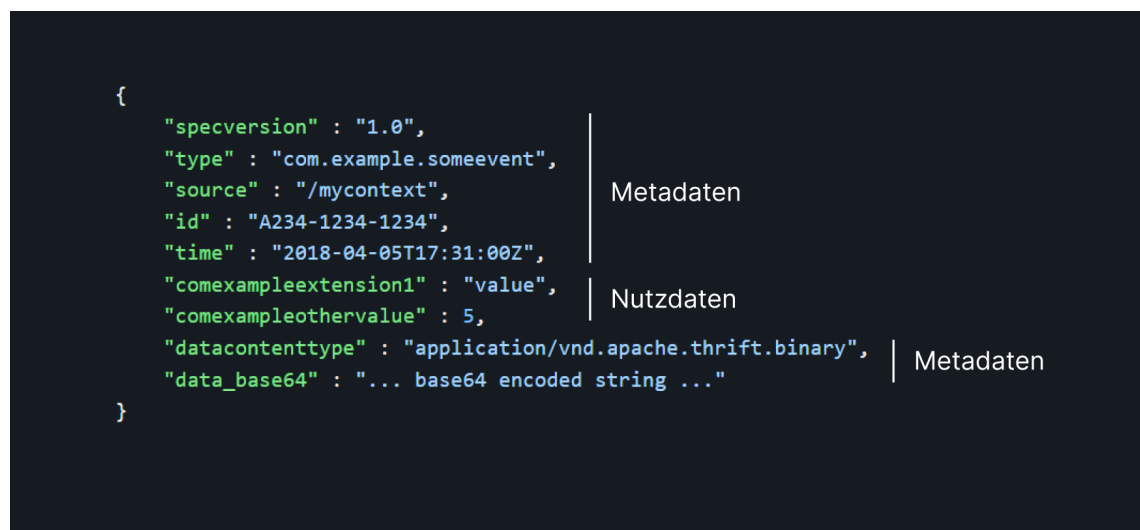 {
"specversion" : "1.0",
"type" : "com.example.someevent",
"source" : "/mycontext",
"id" : "A234-1234-1234",
"time" : "2018-04-05T17:31:00Z",
Metadaten
"comexampleextension1" : "value",
"comexampleothervalue" : 5,
Nutzdaten
"datacontenttype" : "application/vnd.apache.thrift.binary",
"data_base64" : "... base64 encoded string ..."
Metadaten
}